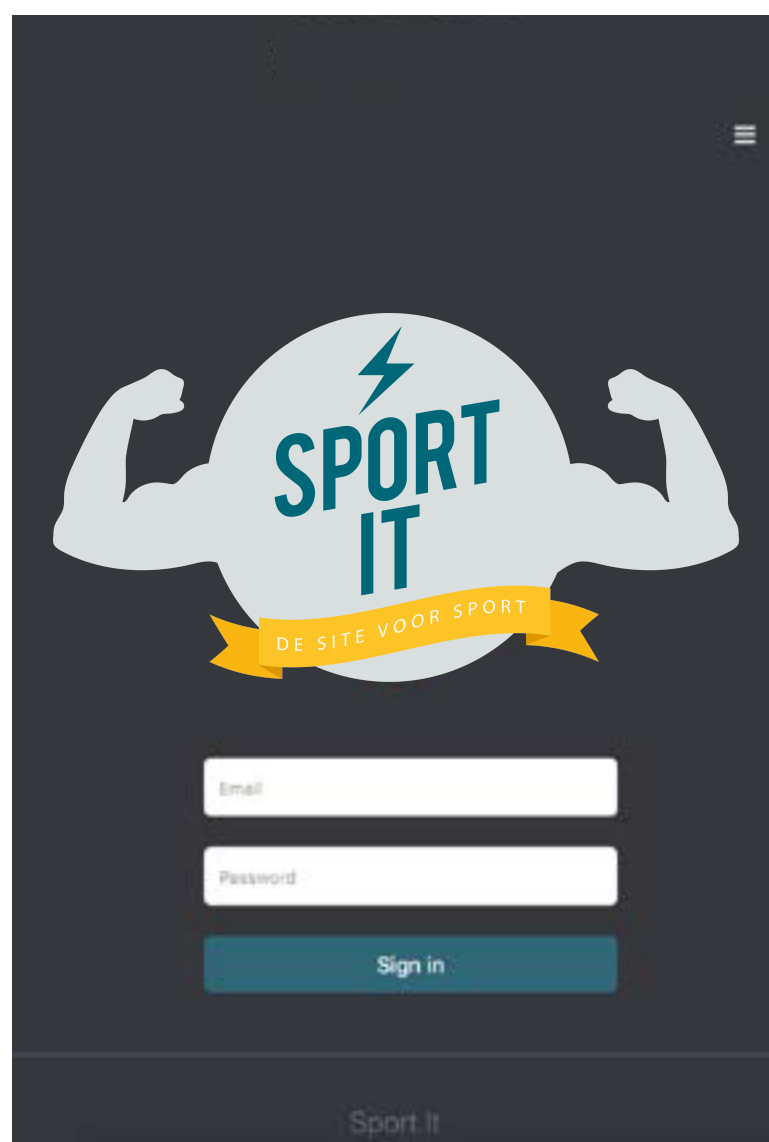 SPORT
IT
DE SITE VOOR SPORT
Email
Password
Sign in
Sport It